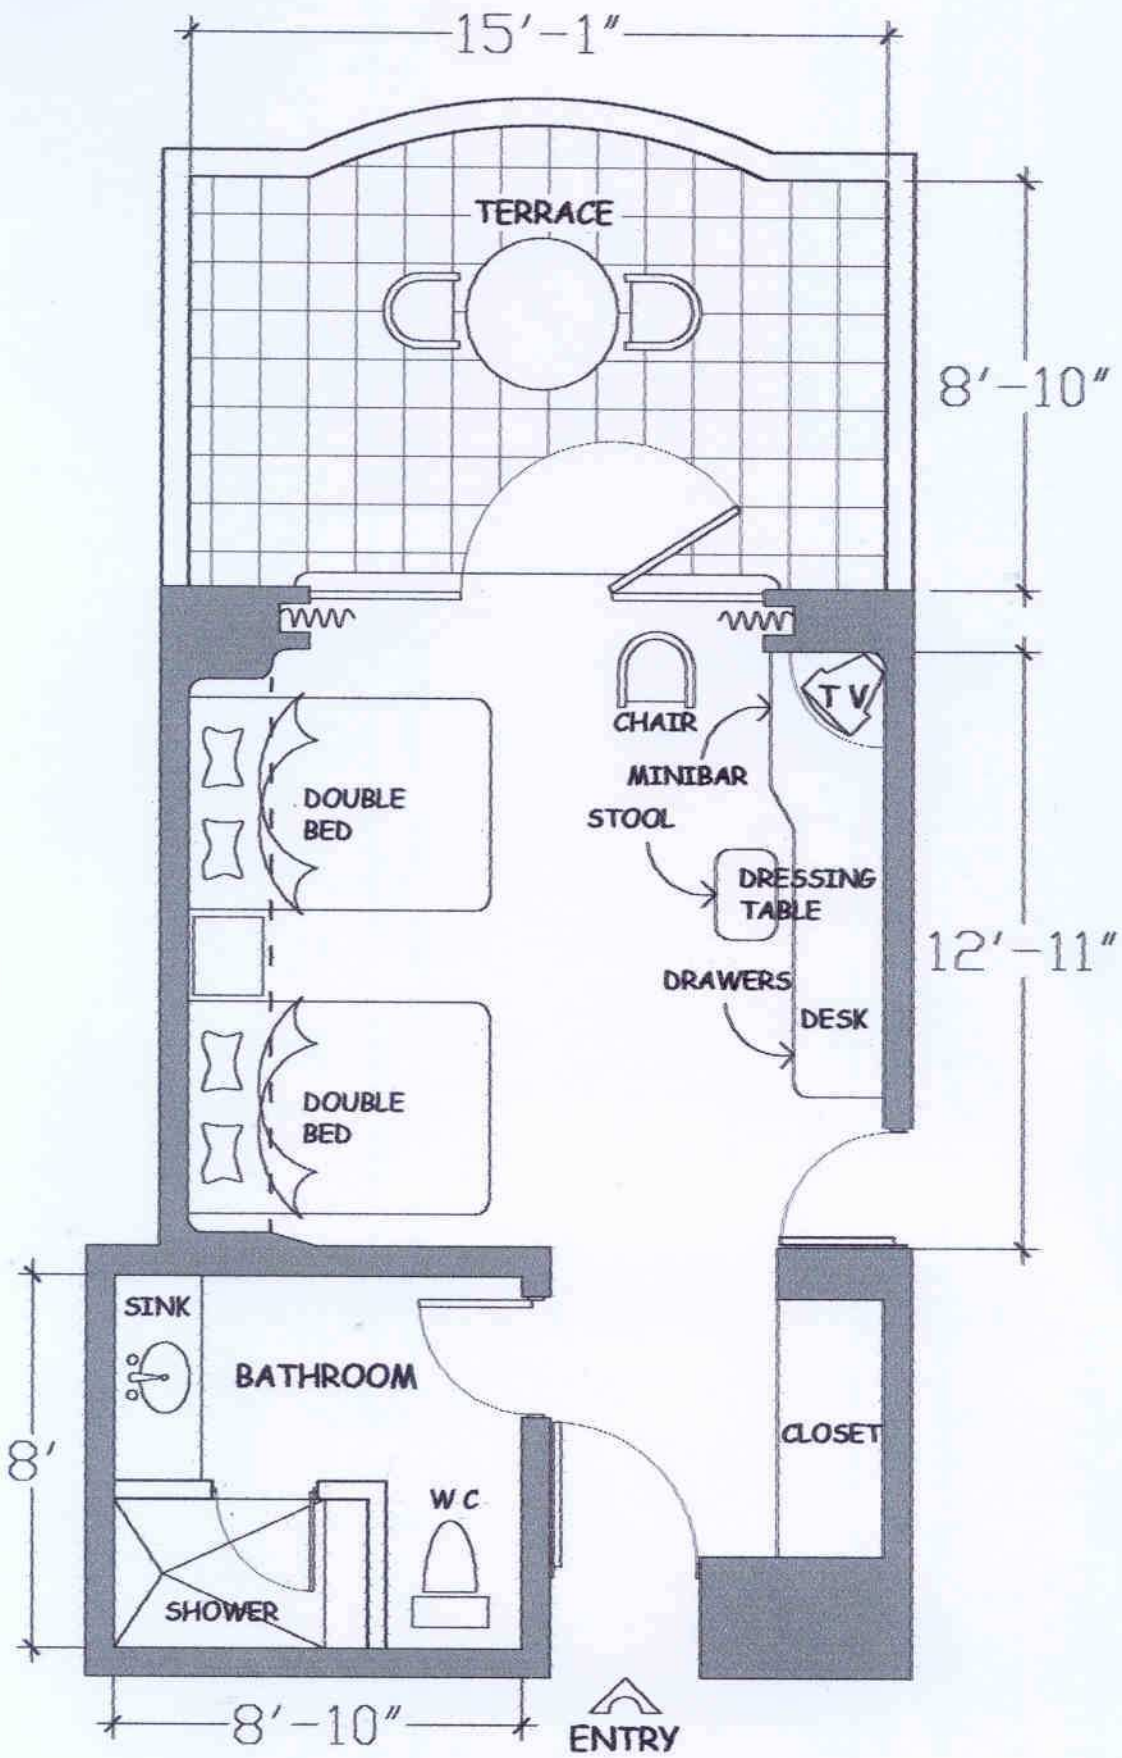 15'-1"
TERRACE
8'-10"
TV
CHAIR
MINIBAR
DOUBLE
BED
STOOL
DRESSING
TABLE
12'-11"
DRAWERS
DESK
DOUBLE
BED
SINK
BATHROOM
CLOSET
8'
WC
SHOWER
8'-10"
ENTRY